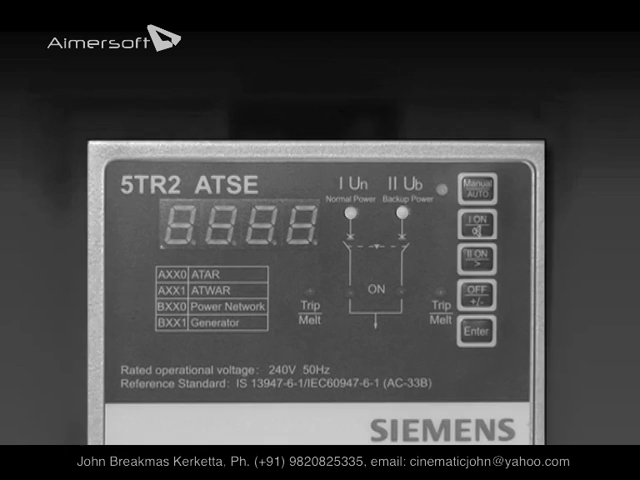 Aimersoft
5TR2 ATSE
I Un II Ub
Normal Power Backup Power
Manual
AUTO
I ON
II ON
>
OFF
+/-
Enter
8888
AXX0 ATAR
AXX1 ATWAR
BXX0 Power Network
BXX1 Generator
ON
Trip
Melt
Trip
Melt
Rated operational voltage: 240V 50Hz
Reference Standard: IS 13947-6-1/IEC60947-6-1 (AC-33B)
SIEMENS
John Breakmas Kerketta, Ph. (+91) 9820825335, email: cinematicjohn@yahoo.com